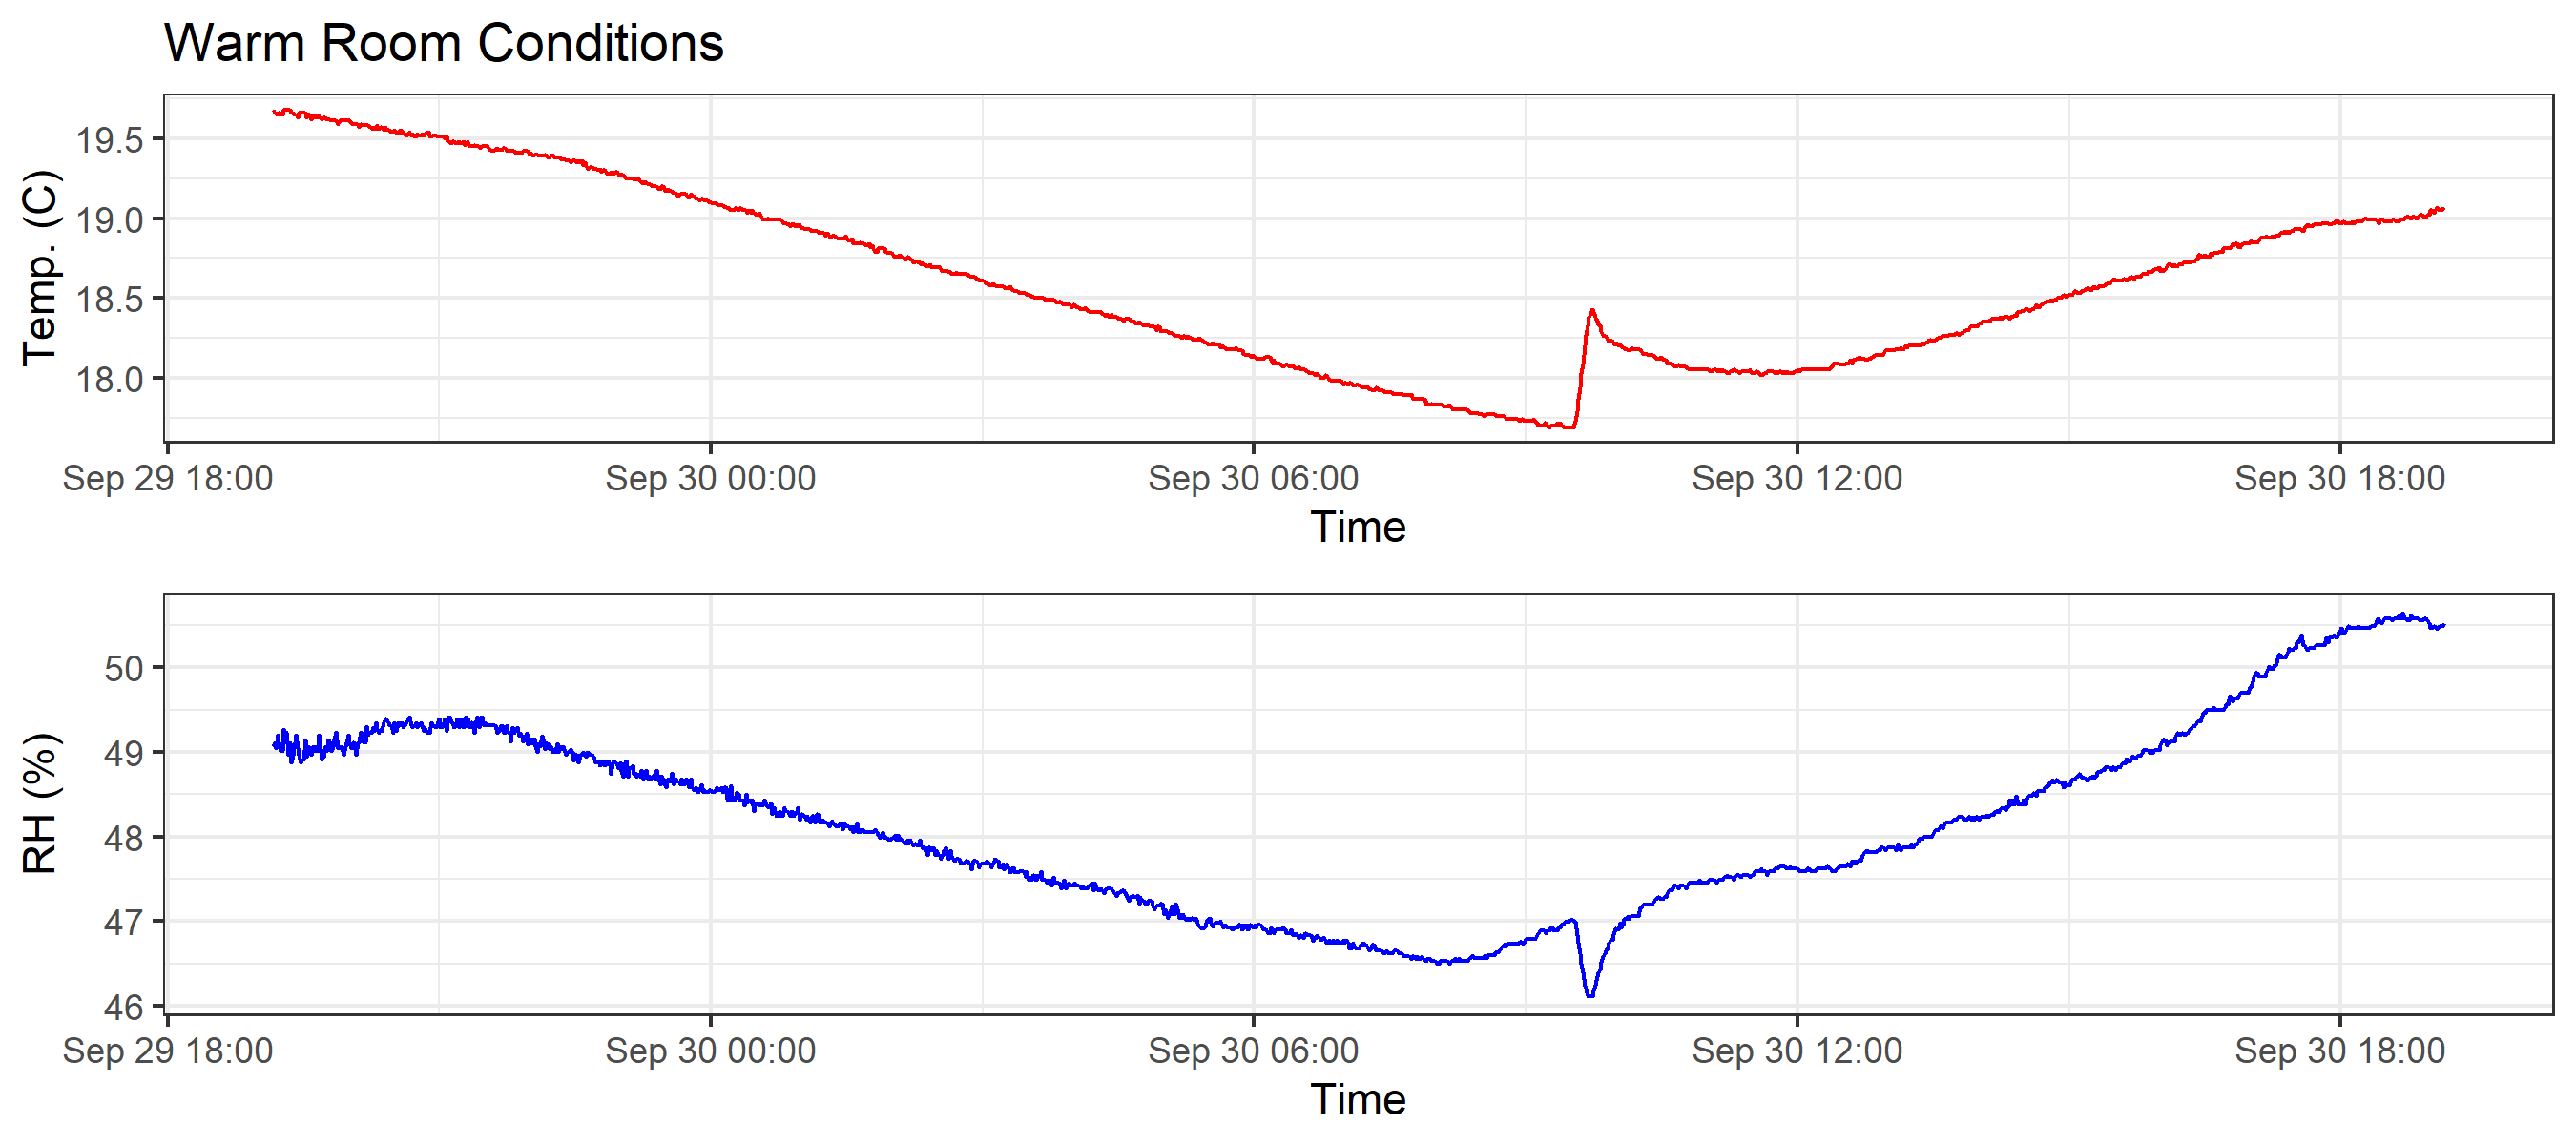 Warm Room Conditions
Temp. (C)
19.5
19.0
18.5
18.0
Sep 29 18:00 Sep 30 00:00 Sep 30 06:00 Sep 30 12:00 Sep 30 18:00
Time
RH (%)
50
49
48
47
46
Sep 29 18:00 Sep 30 00:00 Sep 30 06:00 Sep 30 12:00 Sep 30 18:00
Time